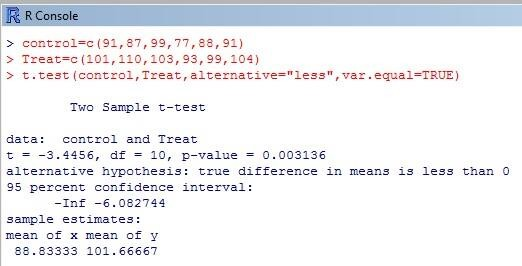 R Console
> control=c(91,87,99,77,88,91)
> Treat=c(101,110,103,93,99,104)
> t.test(control,Treat,alternative="less",var.equal=TRUE)
Two Sample t-test
data:  control and Treat
t = -3.4456, df = 10, p-value = 0.003136
alternative hypothesis: true difference in means is less than 0
95 percent confidence interval:
-Inf -6.082744
sample estimates:
mean of x mean of y
88.83333 101.66667